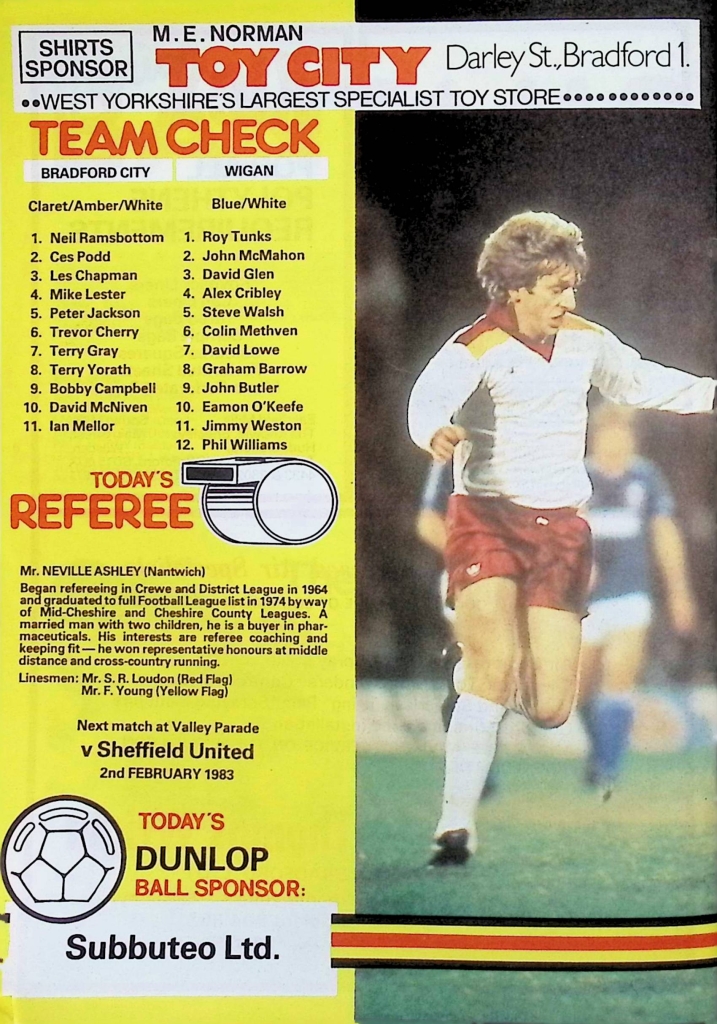 SHIRTS
SPONSOR
M.E. NORMAN
TOY CITY
Darley St., Bradford 1.
••WEST YORKSHIRE'S LARGEST SPECIALIST TOY STORE•••••••••••••
TEAM CHECK
BRADFORD CITY
Claret/Amber/White
1. Neil Ramsbottom
2. Ces Podd
3. Les Chapman
4. Mike Lester
5. Peter Jackson
6. Trevor Cherry
7. Terry Gray
8. Terry Yorath
9. Bobby Campbell
10. David McNiven
11. Ian Mellor
WIGAN
Blue/White
1. Roy Tunks
2. John McMahon
3. David Glen
4. Alex Cribley
5. Steve Walsh
6. Colin Methven
7. David Lowe
8. Graham Barrow
9. John Butler
10. Eamon O'Keefe
11. Jimmy Weston
12. Phil Williams
TODAY'S
REFEREE
Mr. NEVILLE ASHLEY (Nantwich)
Began refereeing in Crewe and District League in 1964
and graduated to full Football League list in 1974 by way
of Mid-Cheshire and Cheshire County Leagues. A
married man with two children, he is a buyer in phar-
maceuticals. His interests are referee coaching and
keeping fit — he won representative honours at middle
distance and cross-country running.
Linesmen: Mr. S. R. Loudon (Red Flag)
Mr. F. Young (Yellow Flag)
Next match at Valley Parade
v Sheffield United
2nd FEBRUARY 1983
TODAY'S
DUNLOP
BALL SPONSOR:
Subbuteo Ltd.